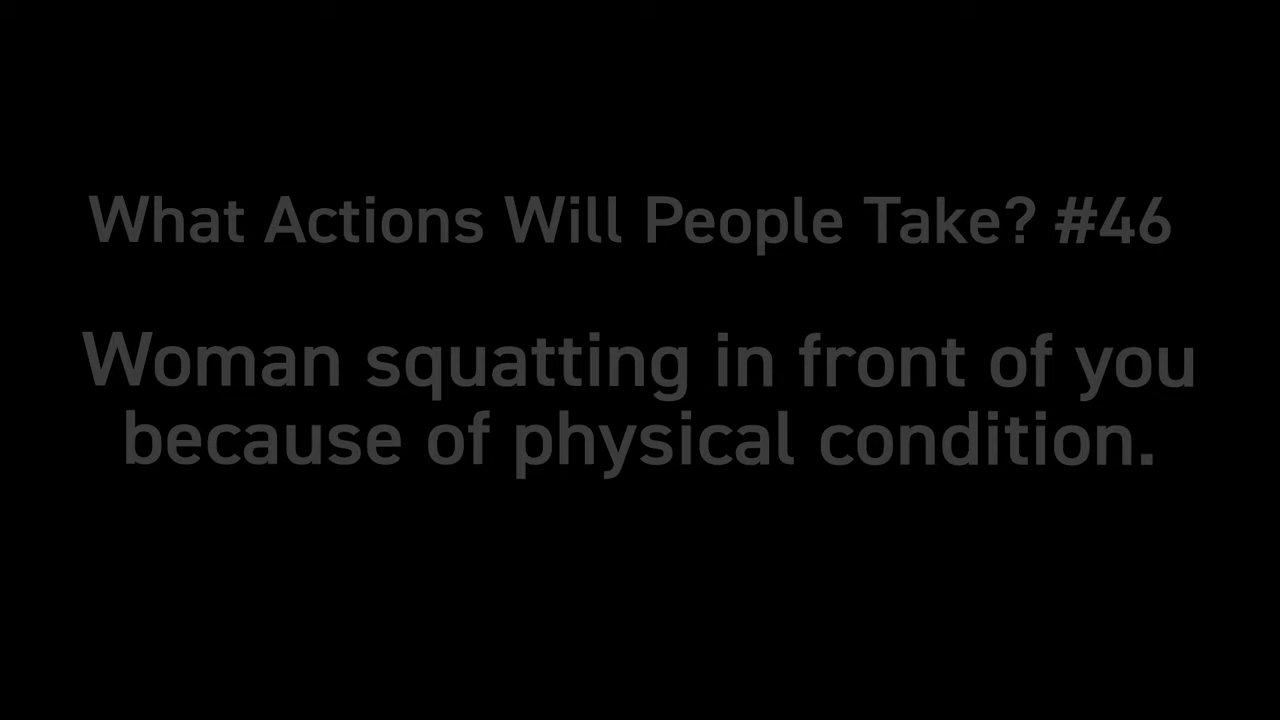 What Actions Will People Take? #46
Woman squatting in front of you
because of physical condition.